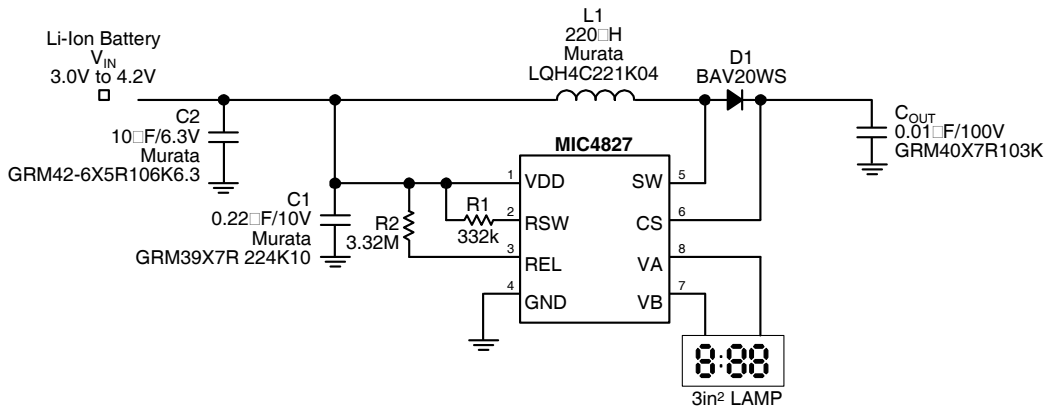 Li-Ion Battery
VIN
3.0V to 4.2V
C2
10□F/6.3V
Murata
GRM42-6X5R106K6.3
C1
0.22□F/10V
Murata
GRM39X7R 224K10
R2
3.32M
R1
332k
L1
220□H
Murata
LQH4C221K04
D1
BAV20WS
COUT
0.01□F/100V
GRM40X7R103K
MIC4827
1 VDD SW 5
2 RSW CS 6
3 REL VA 8
4 GND VB 7
8:88
3in² LAMP